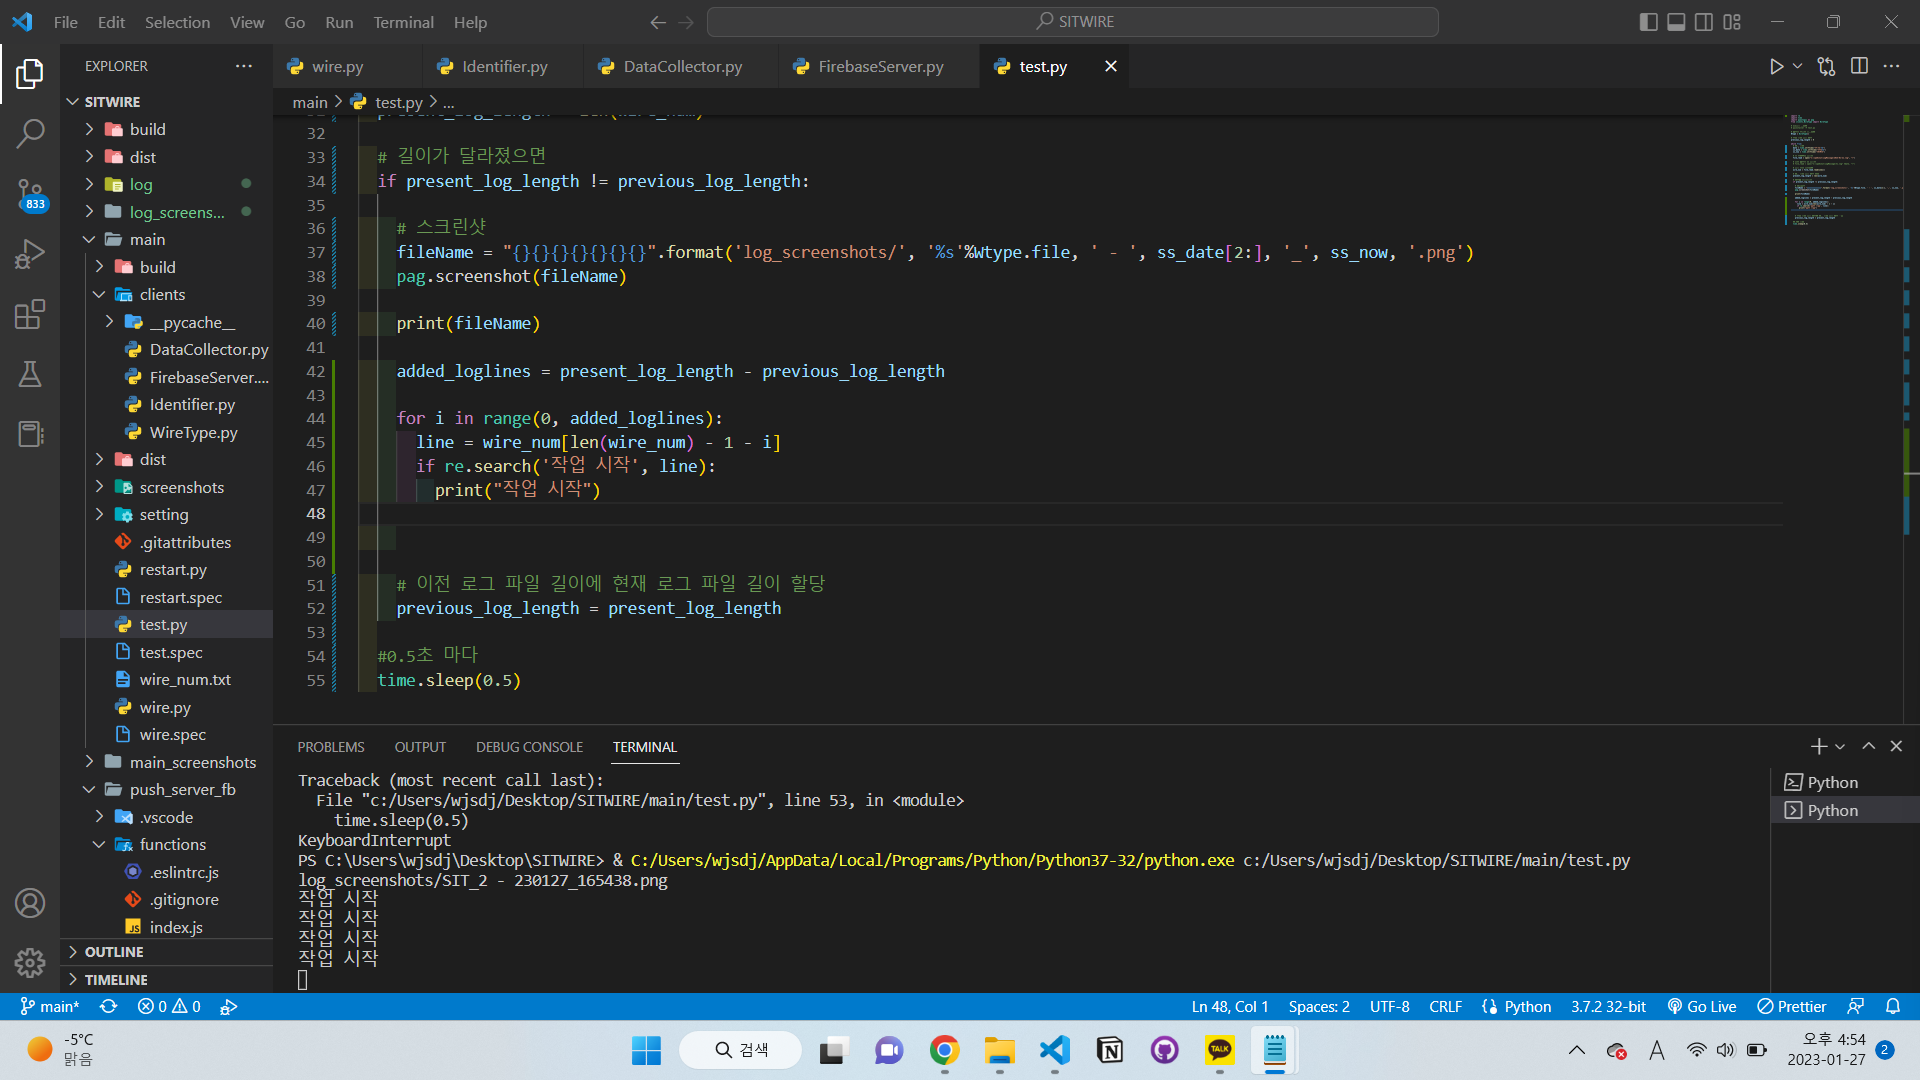 File Edit Selection View Go Run Terminal Help
SITWIRE
EXPLORER
wire.py
Identifier.py
DataCollector.py
FirebaseServer.py
test.py
main > test.py > ...
SITWIRE
build
dist
log
log_screens...
main
build
clients
__pycache__
DataCollector.py
FirebaseServer....
Identifier.py
WireType.py
dist
screenshots
setting
.gitattributes
restart.py
restart.spec
test.py
test.spec
wire_num.txt
wire.py
wire.spec
main_screenshots
push_server_fb
.vscode
functions
.eslintrc.js
.gitignore
index.js
OUTLINE
TIMELINE
833
32
33 # 길이가 달라졌으면
34 if present_log_length != previous_log_length:
35
36 # 스크린샷
37 fileName = "{}{}{}{}{}{}{}".format('log_screenshots/', '%s'%Wtype.file, ' - ', ss_date[2:], '_', ss_now, '.png')
38 pag.screenshot(fileName)
39
40 print(fileName)
41
42 added_loglines = present_log_length - previous_log_length
43
44 for i in range(0, added_loglines):
45 line = wire_num[len(wire_num) - 1 - i]
46 if re.search('작업 시작', line):
47 print("작업 시작")
48
49
50
51 # 이전 로그 파일 길이에 현재 로그 파일 길이 할당
52 previous_log_length = present_log_length
53
54 #0.5초 마다
55 time.sleep(0.5)
PROBLEMS OUTPUT DEBUG CONSOLE TERMINAL
Traceback (most recent call last):
File "c:/Users/wjsdj/Desktop/SITWIRE/main/test.py", line 53, in <module>
time.sleep(0.5)
KeyboardInterrupt
PS C:\Users\wjsdj\Desktop\SITWIRE> & C:/Users/wjsdj/AppData/Local/Programs/Python/Python37-32/python.exe c:/Users/wjsdj/Desktop/SITWIRE/main/test.py
log_screenshots/SIT_2 - 230127_165438.png
작업 시작
작업 시작
작업 시작
작업 시작
Python
Python
main* 0 0
Ln 48, Col 1 Spaces: 2 UTF-8 CRLF Python 3.7.2 32-bit Go Live Prettier
-5°C
맑음
검색
TALK
A
오후 4:54
2023-01-27
2